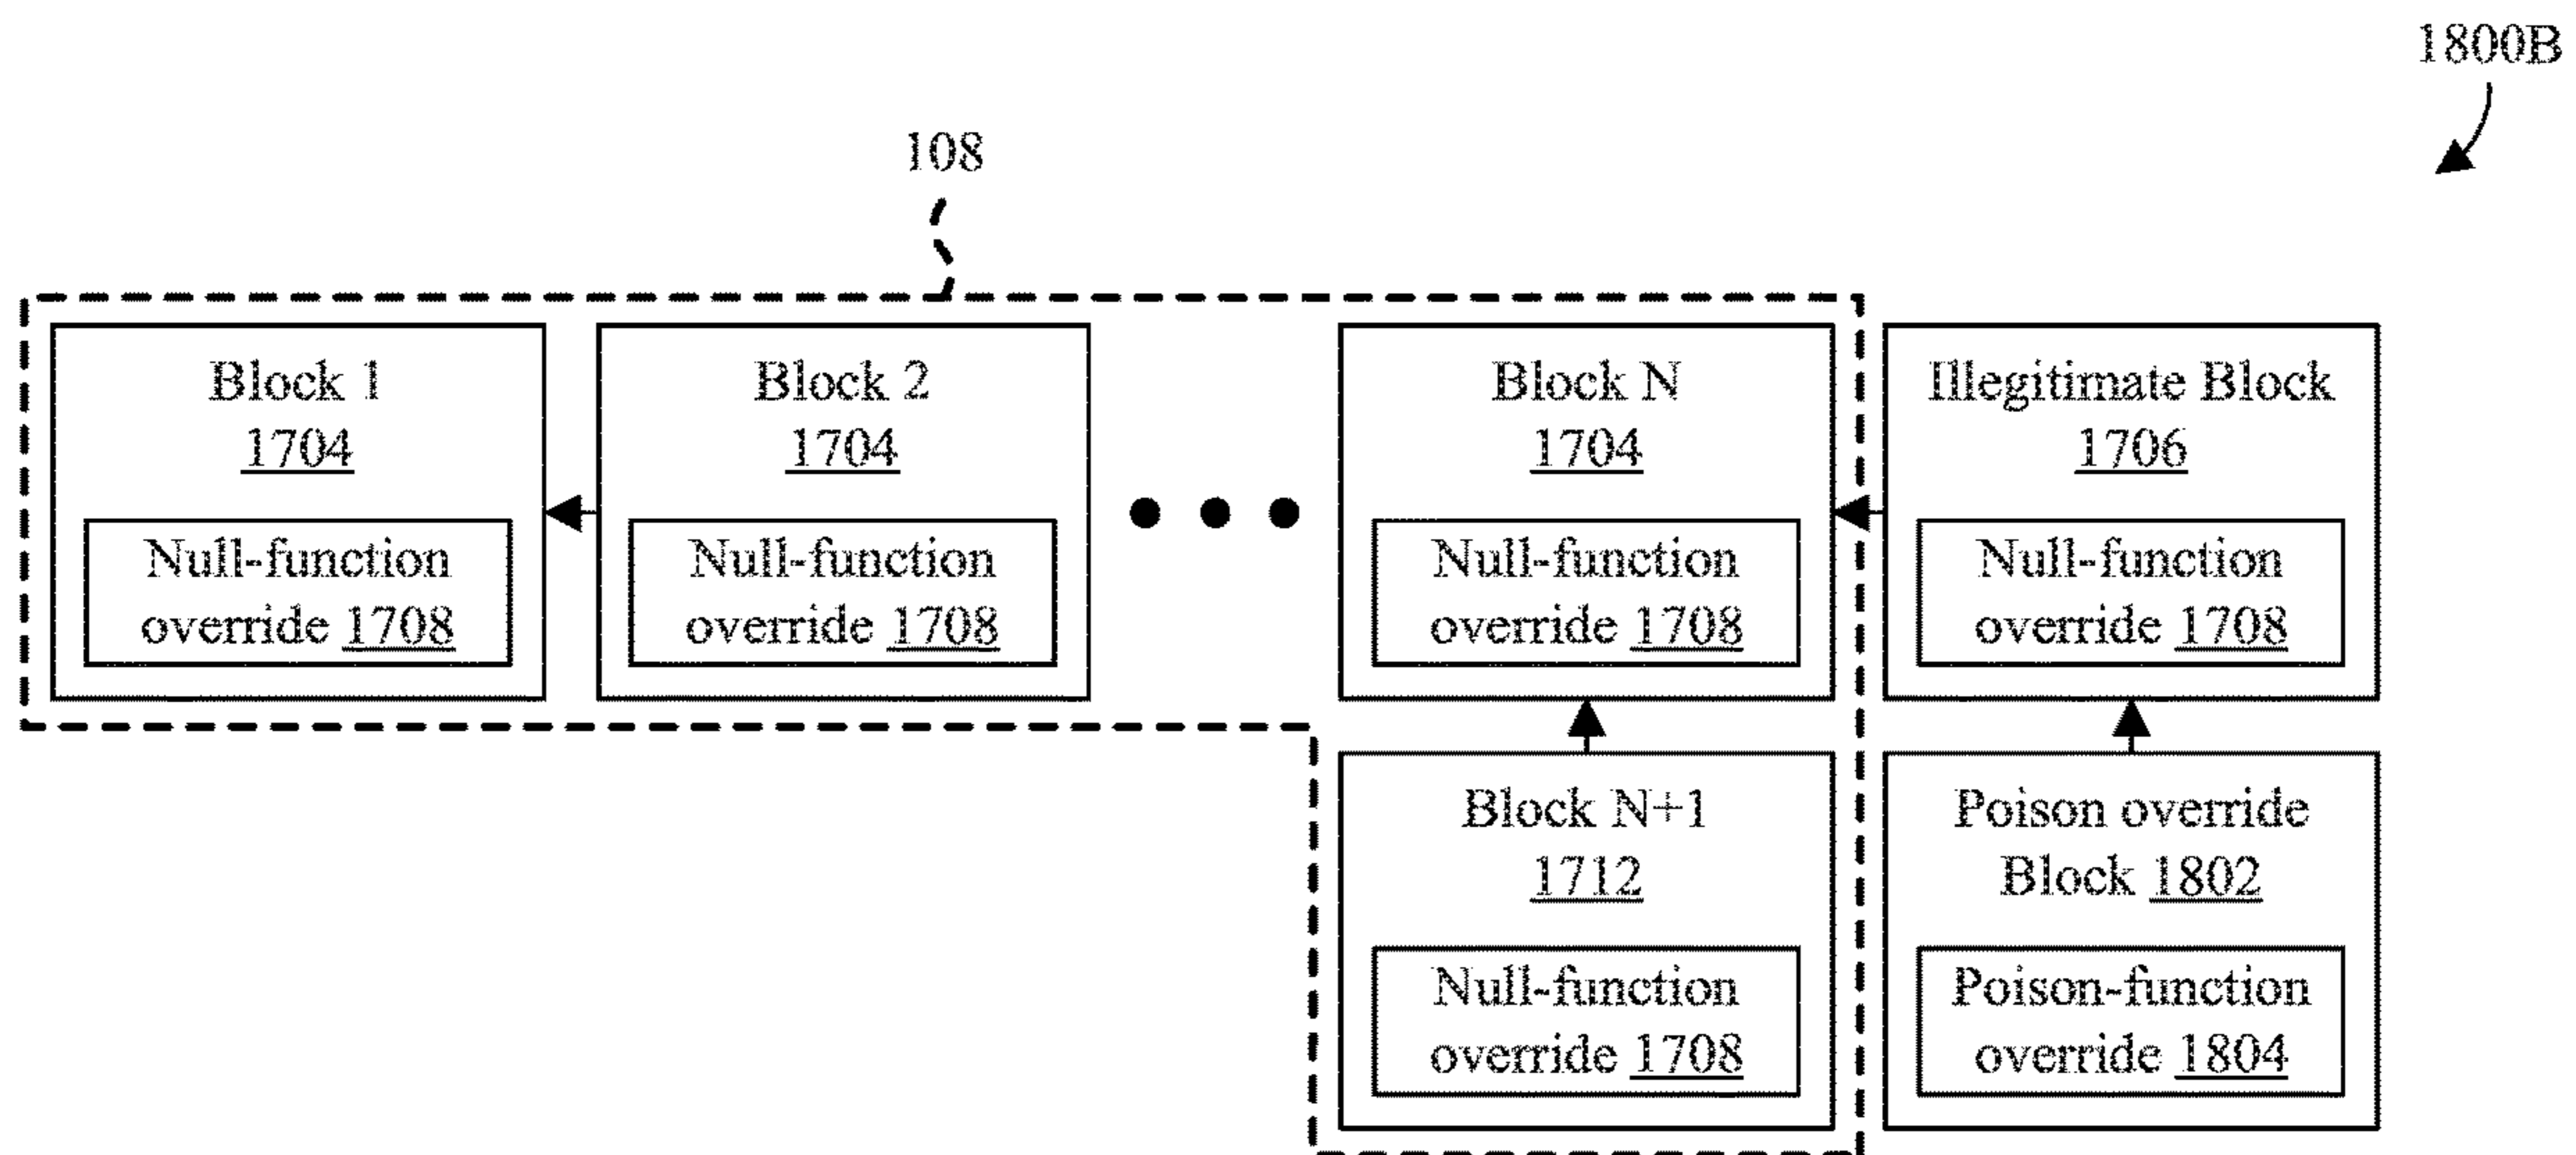 1800B
108
Block 1
1704
Null-function
override 1708
Block 2
1704
Null-function
override 1708
Block N
1704
Null-function
override 1708
Illegitimate Block
1706
Null-function
override 1708
Block N+1
1712
Null-function
override 1708
Poison override
Block 1802
Poison-function
override 1804